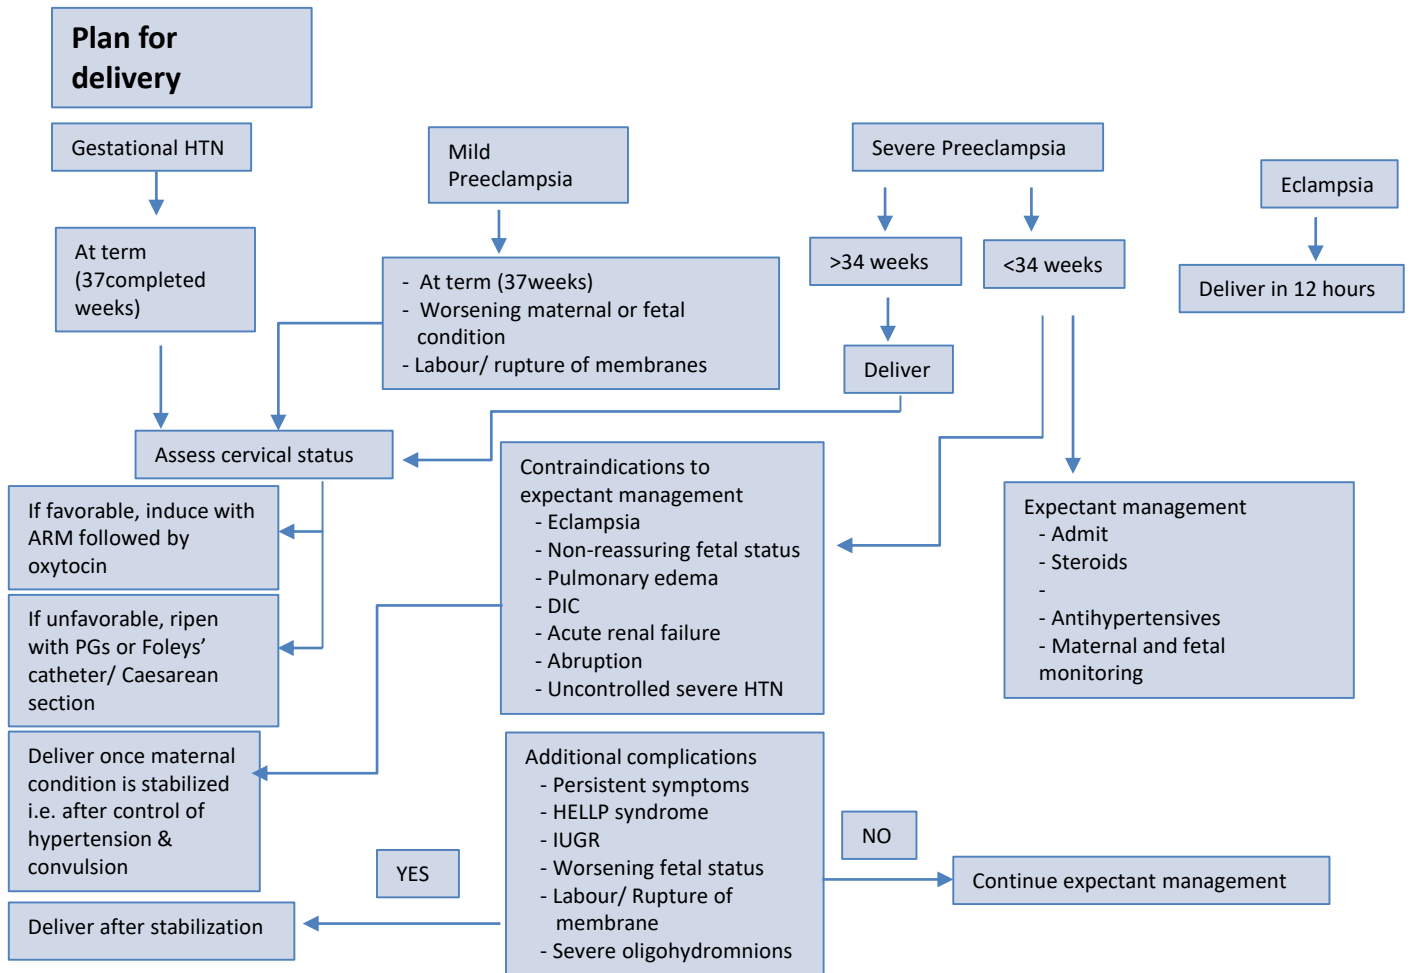 Plan for
delivery
Gestational HTN
Mild
Preeclampsia
Severe Preeclampsia
Eclampsia
At term
(37completed
weeks)
- At term (37weeks)
- Worsening maternal or fetal
condition
- Labour/ rupture of membranes
>34 weeks
<34 weeks
Deliver in 12 hours
Deliver
Assess cervical status
If favorable, induce with
ARM followed by
oxytocin
If unfavorable, ripen
with PGs or Foleys’
catheter/ Caesarean
section
Deliver once maternal
condition is stabilized
i.e. after control of
hypertension &
convulsion
Deliver after stabilization
Contraindications to
expectant management
- Eclampsia
- Non-reassuring fetal status
- Pulmonary edema
- DIC
- Acute renal failure
- Abruption
- Uncontrolled severe HTN
Expectant management
- Admit
- Steroids
-
- Antihypertensives
- Maternal and fetal
monitoring
Additional complications
- Persistent symptoms
- HELLP syndrome
- IUGR
- Worsening fetal status
- Labour/ Rupture of
membrane
- Severe oligohydromnions
YES
NO
Continue expectant management